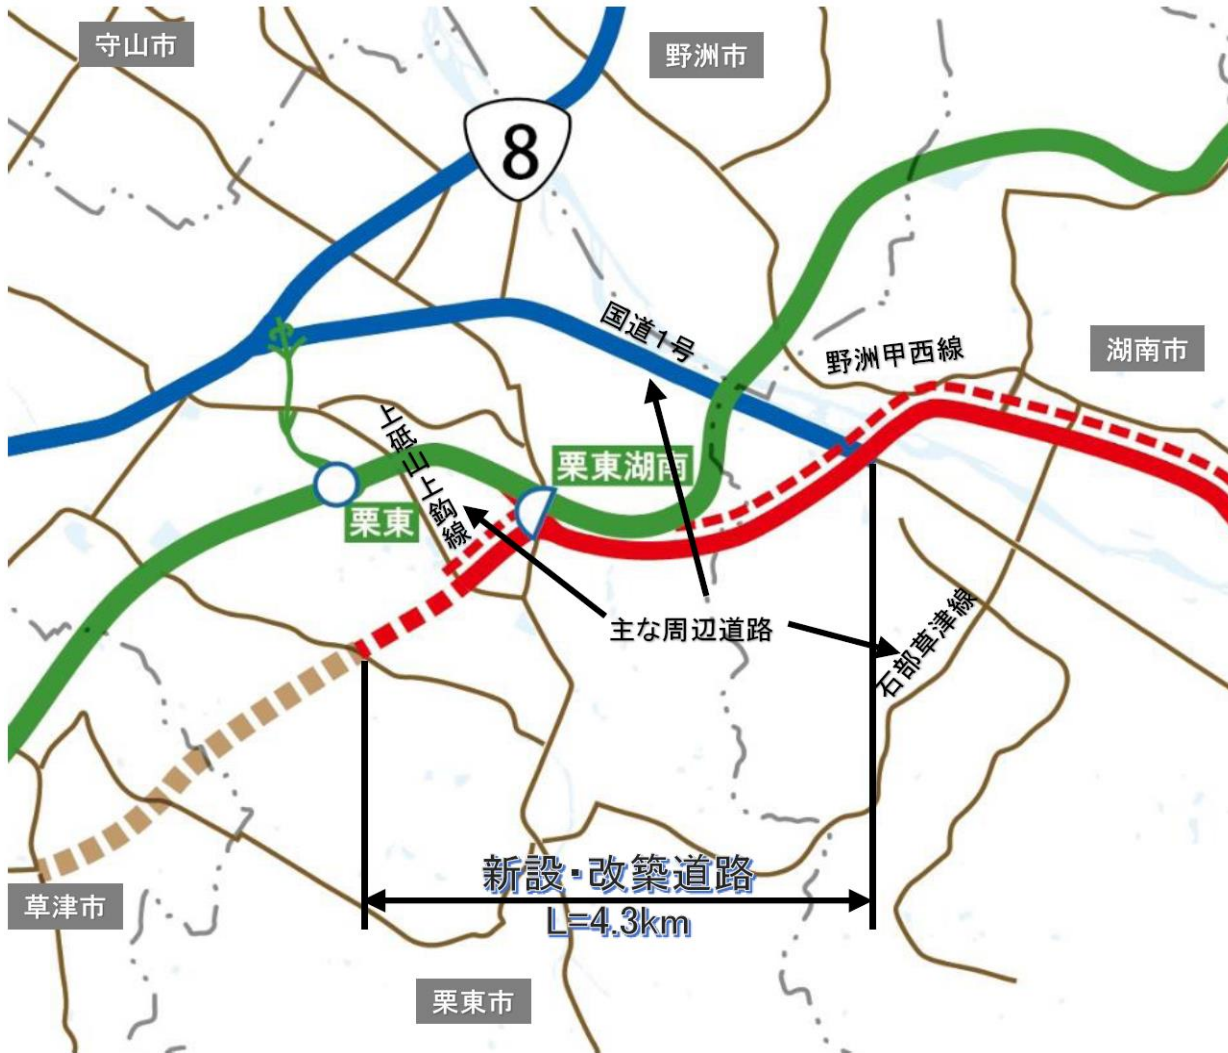 守山市
野洲市
8
国道1号
野洲甲西線
湖南市
上砥山上鈎線
栗東湖南
栗東
主な周辺道路
石部草津線
新設・改築道路
L=4.3km
草津市
栗東市